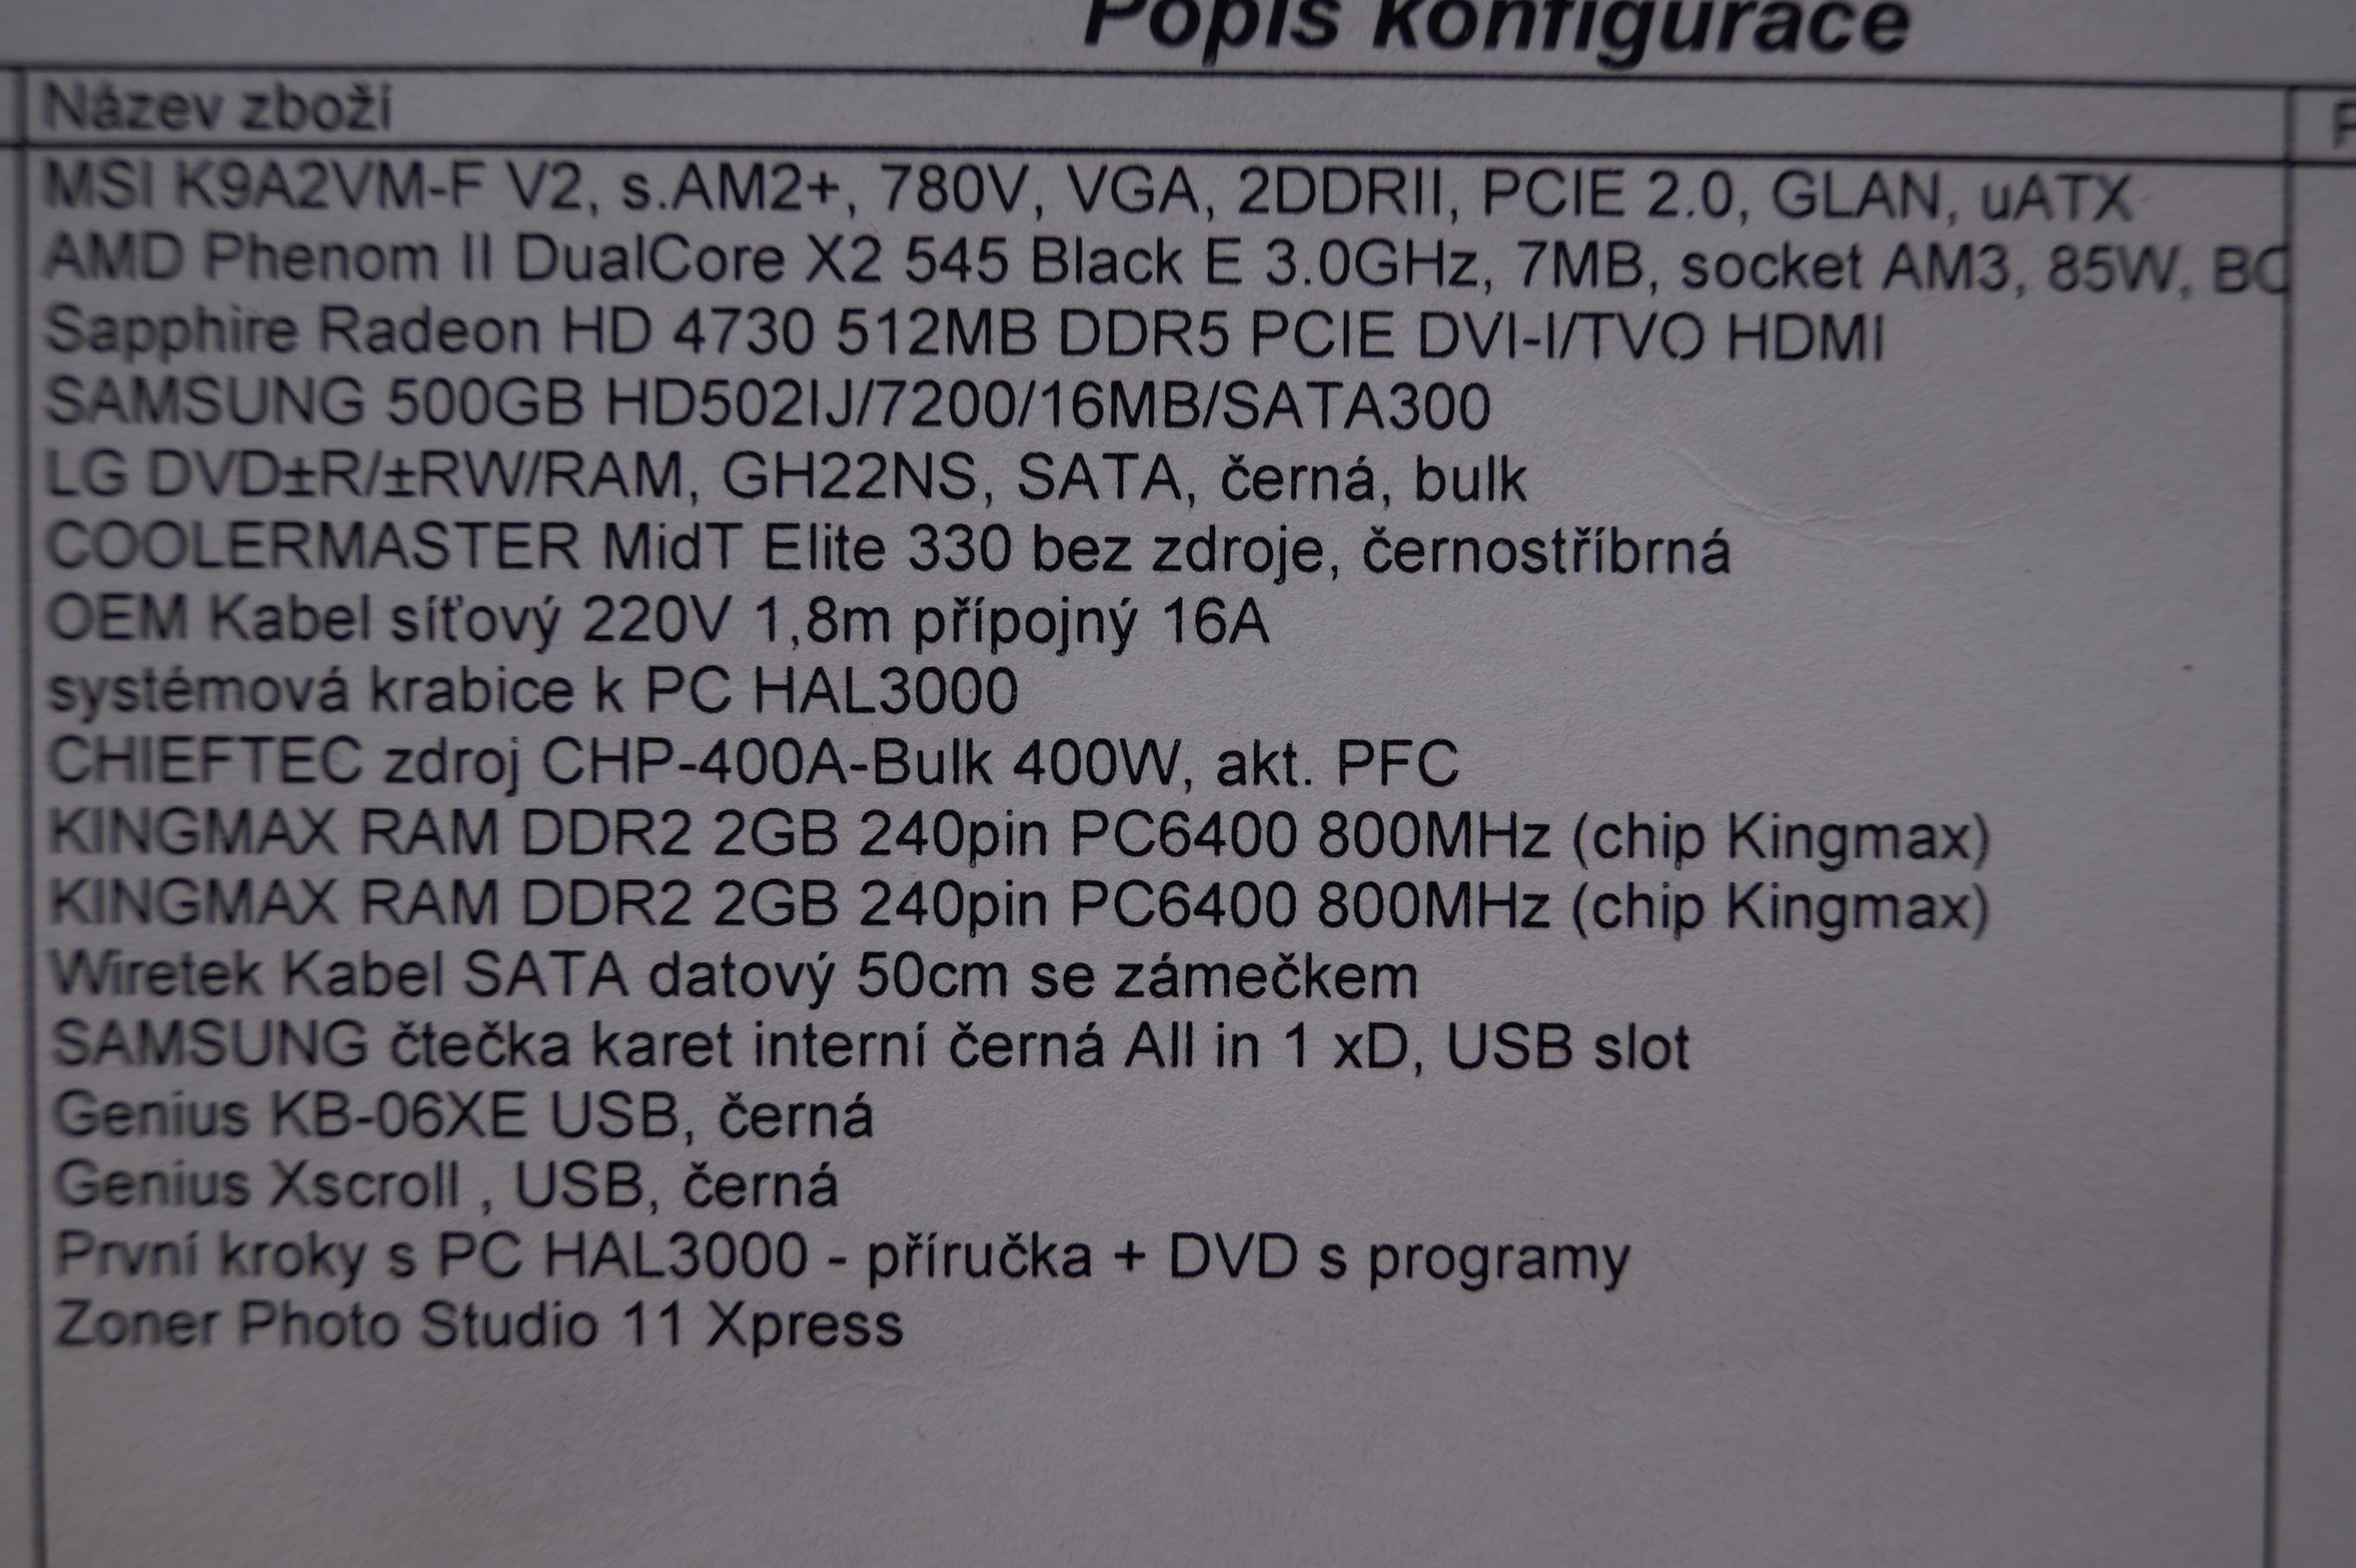 Popis konfigurace
Název zboží
MSI K9A2VM-F V2, s.AM2+, 780V, VGA, 2DDRII, PCIE 2.0, GLAN, uATX
AMD Phenom II DualCore X2 545 Black E 3.0GHz, 7MB, socket AM3, 85W, BO
Sapphire Radeon HD 4730 512MB DDR5 PCIE DVI-I/TVO HDMI
SAMSUNG 500GB HD502IJ/7200/16MB/SATA300
LG DVD±R/±RW/RAM, GH22NS, SATA, černá, bulk
COOLERMASTER MidT Elite 330 bez zdroje, černostříbrná
OEM Kabel síťový 220V 1,8m přípojný 16A
systémová krabice k PC HAL3000
CHIEFTEC zdroj CHP-400A-Bulk 400W, akt. PFC
KINGMAX RAM DDR2 2GB 240pin PC6400 800MHz (chip Kingmax)
KINGMAX RAM DDR2 2GB 240pin PC6400 800MHz (chip Kingmax)
Wiretek Kabel SATA datový 50cm se zámečkem
SAMSUNG čtečka karet interní černá All in 1 xD, USB slot
Genius KB-06XE USB, černá
Genius Xscroll , USB, černá
První kroky s PC HAL3000 - příručka + DVD s programy
Zoner Photo Studio 11 Xpress